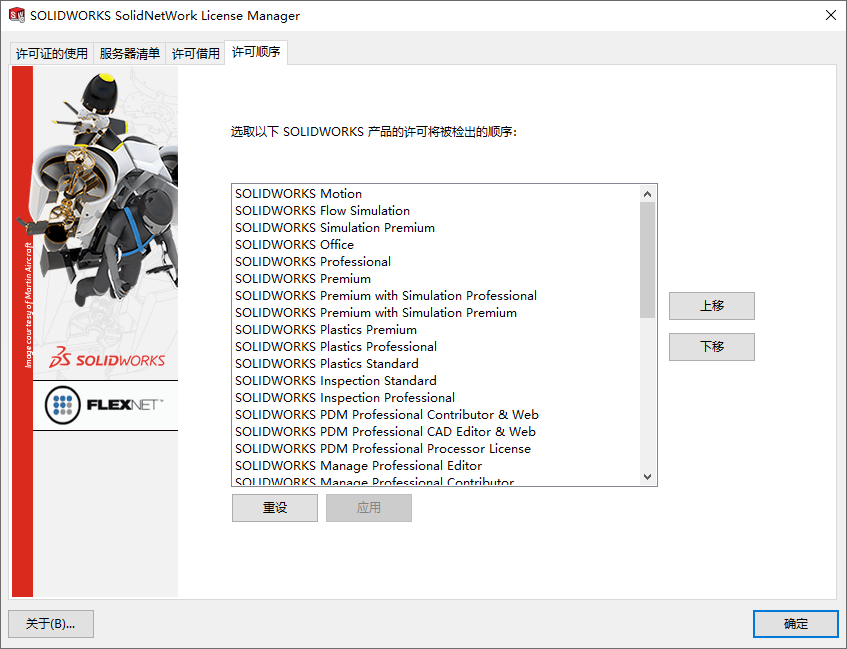 SOLIDWORKS SolidNetWork License Manager
许可证的使用
服务器清单
许可借用
许可顺序
选取以下 SOLIDWORKS 产品的许可将被检出的顺序:
SOLIDWORKS Motion
SOLIDWORKS Flow Simulation
SOLIDWORKS Simulation Premium
SOLIDWORKS Office
SOLIDWORKS Professional
SOLIDWORKS Premium
SOLIDWORKS Premium with Simulation Professional
SOLIDWORKS Premium with Simulation Premium
SOLIDWORKS Plastics Premium
SOLIDWORKS Plastics Professional
SOLIDWORKS Plastics Standard
SOLIDWORKS Inspection Standard
SOLIDWORKS Inspection Professional
SOLIDWORKS PDM Professional Contributor & Web
SOLIDWORKS PDM Professional CAD Editor & Web
SOLIDWORKS PDM Professional Processor License
SOLIDWORKS Manage Professional Editor
SOLIDWORKS Manage Professional Contributor
上移
下移
重设
应用
Image courtesy of Martin Aircraft
SOLIDWORKS
FLEXNET™
关于(B)...
确定